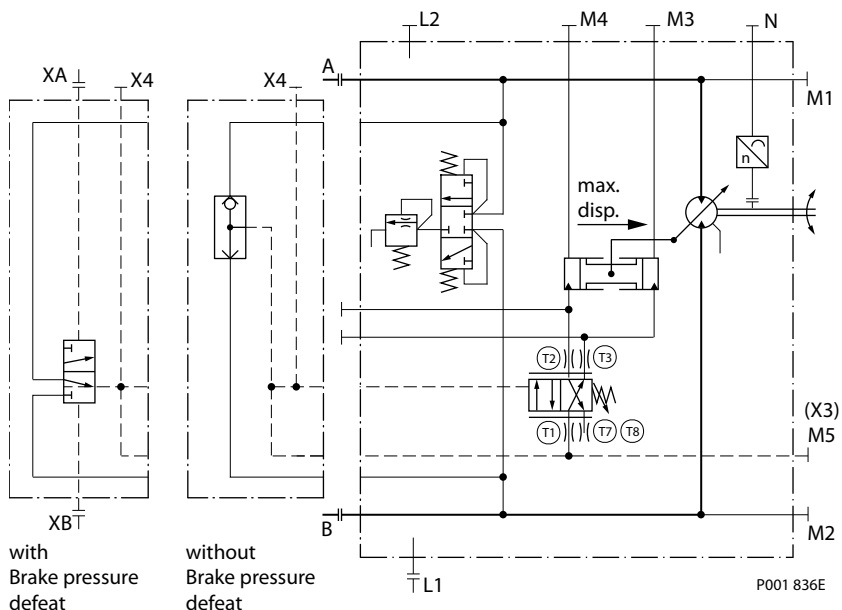 L2
M4
M3
N
XA
X4
X4
A
M1
n
max.
disp.
T2
T3
(X3)
T1
T7
T8
M5
XB
B
M2
with
Brake pressure
defeat
without
Brake pressure
defeat
L1
P001 836E